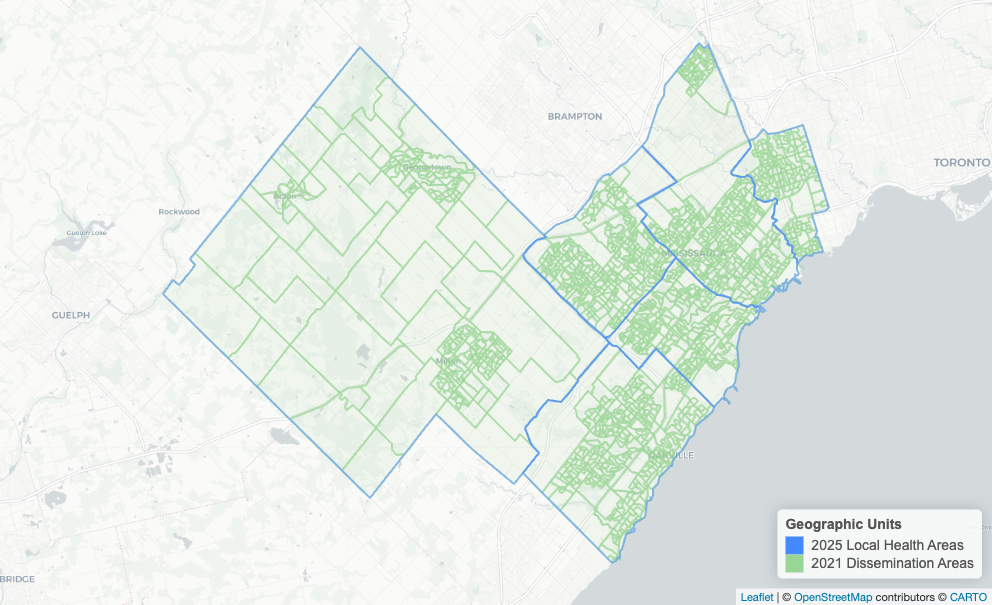 BRAMPTON
TORONTO
Georgetown
Acton
Rockwood
Guelph Lake
MISSISSAUGA
GUELPH
Milton
OAKVILLE
BRIDGE
Geographic Units
2025 Local Health Areas
2021 Dissemination Areas
Leaflet | © OpenStreetMap contributors © CARTO